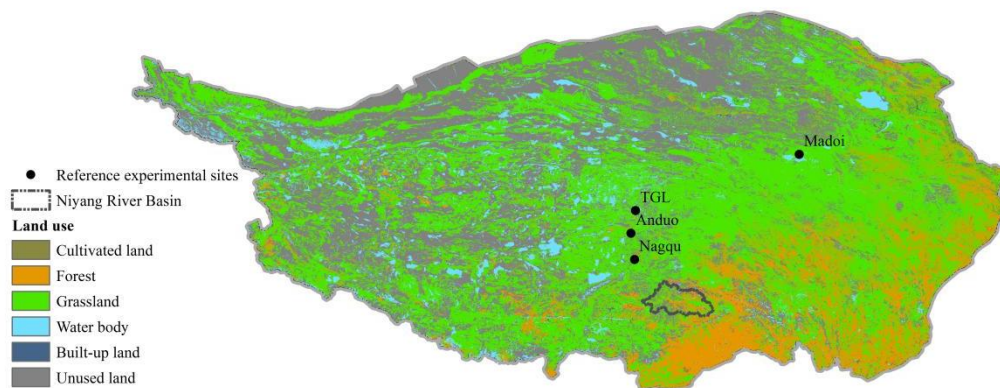 Madoi
TGL
Anduo
Nagqu
Reference experimental sites
Niyang River Basin
Land use
Cultivated land
Forest
Grassland
Water body
Built-up land
Unused land